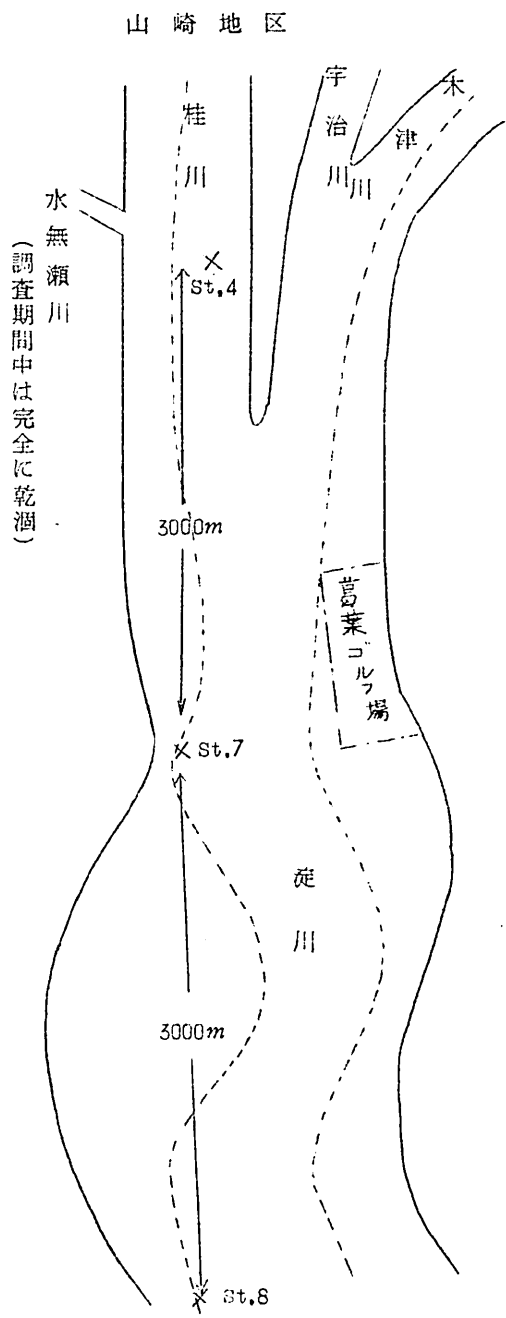 山崎地区
桂川
宇治川
木津川
水無瀬川
(調査期間中は完全に乾涸)
St.4
3000m
葛葉ゴルフ場
St.7
淀川
3000m
St.8